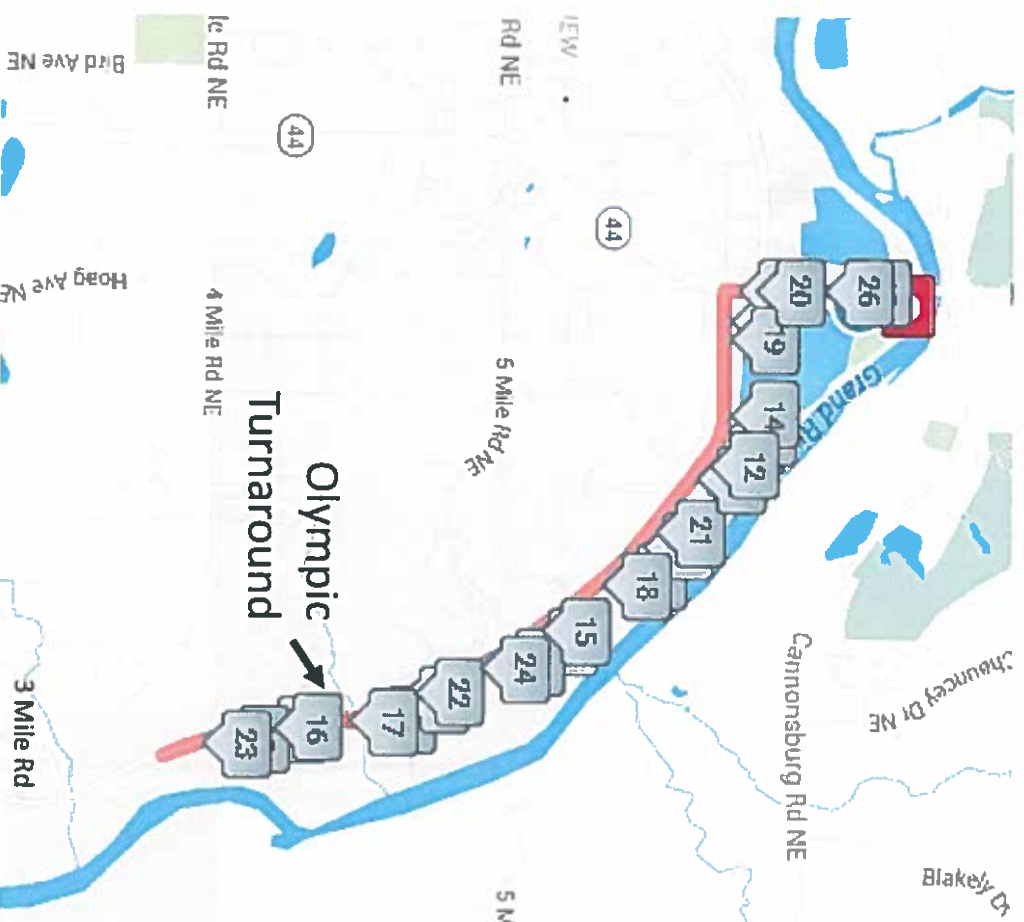 Blakely Dr
Chauncey Dr NE
Cannonsburg Rd NE
26
Grand Ri
20
19
14
12
21
18
44
15
Rd NE
5 Mile Rd NE
24
22
17
Olympic
Turnaround
16
44
23
Rd NE
4 Mile Rd NE
Bird Ave NE
Hoag Ave NE
3 Mile Rd